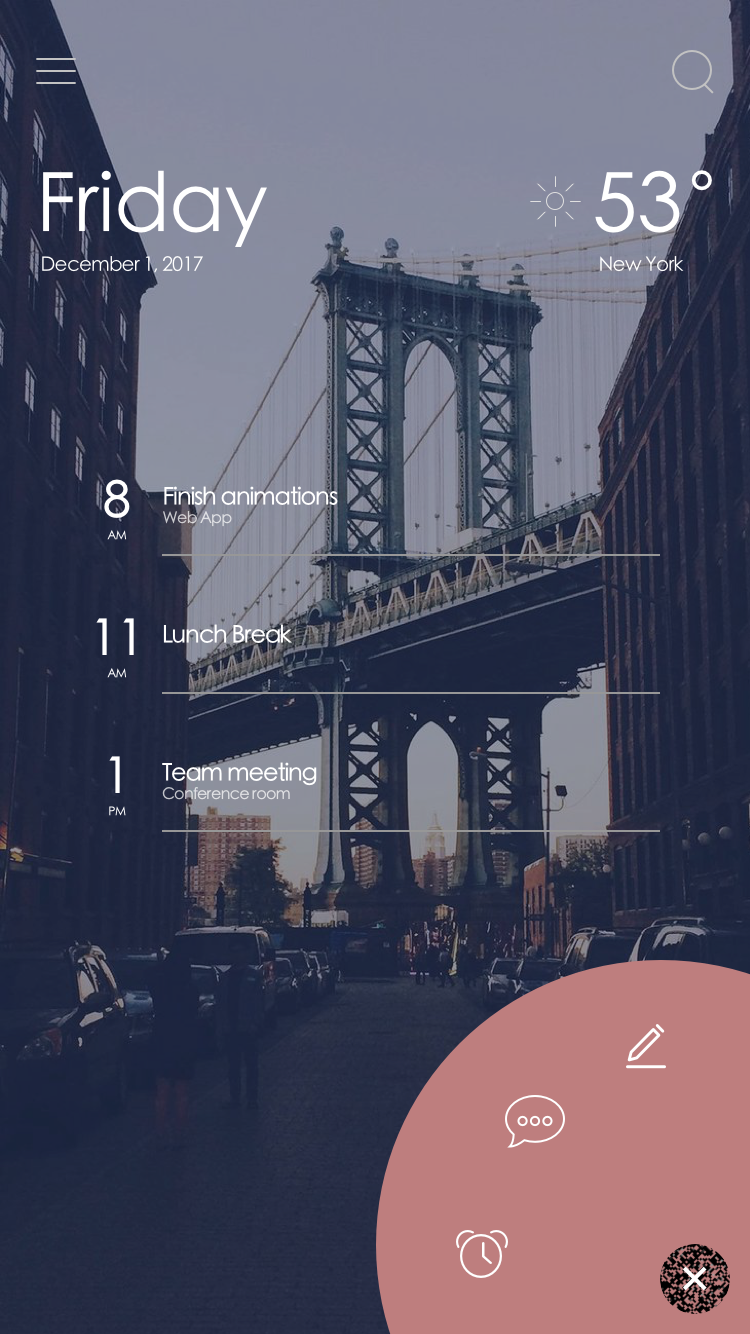 Friday
53°
December 1, 2017
New York
8
AM
Finish animations
Web App
11
AM
Lunch Break
1
PM
Team meeting
Conference room